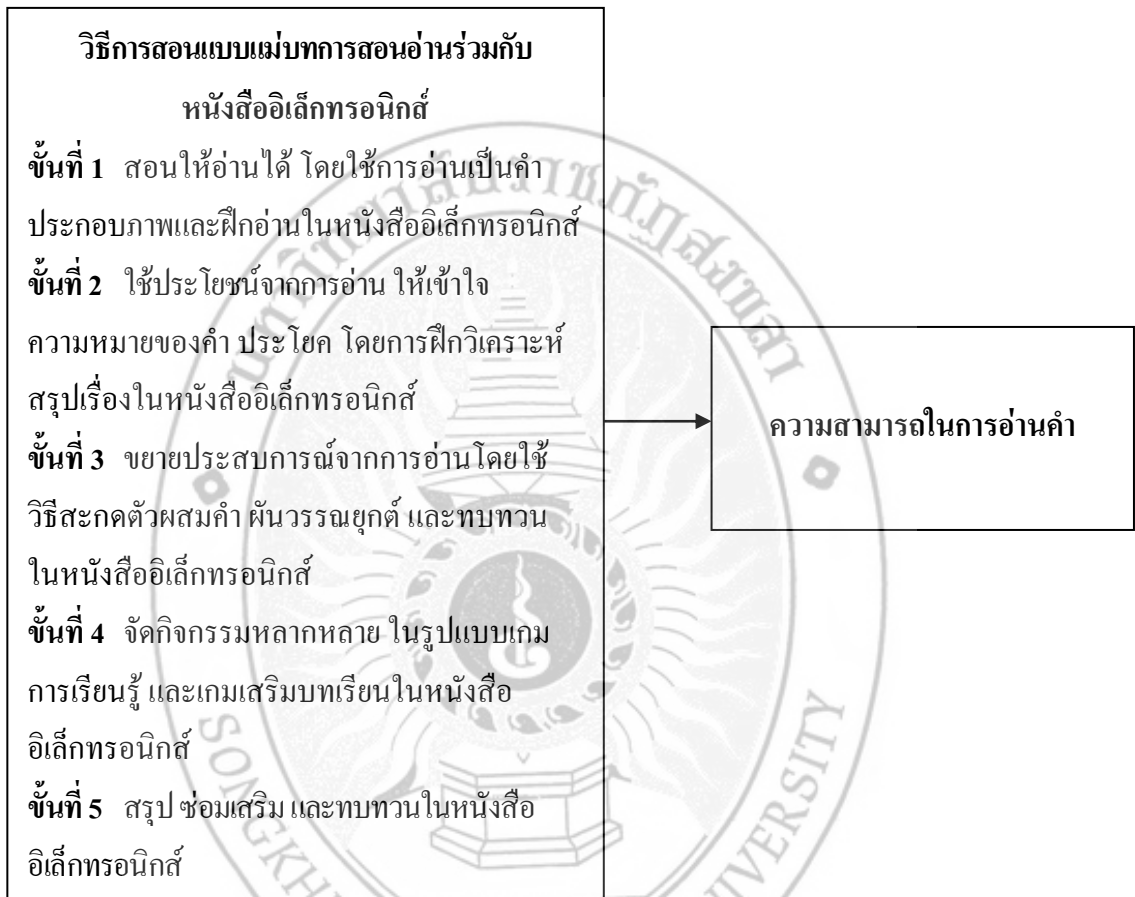 วิธีการสอนแบบแม่บทการสอนอ่านร่วมกับ
หนังสืออิเล็กทรอนิกส์
ขั้นที่ 1 สอนให้อ่านได้ โดยใช้การอ่านเป็นคำ
ประกอบภาพและฝึกอ่านในหนังสืออิเล็กทรอนิกส์
ขั้นที่ 2 ใช้ประโยชน์จากการอ่าน ให้เข้าใจ
ความหมายของคำ ประโยค โดยการฝึกวิเคราะห์
สรุปเรื่องในหนังสืออิเล็กทรอนิกส์
ขั้นที่ 3 ขยายประสบการณ์จากการอ่านโดยใช้
วิธีสะกดตัวผสมคำ ผันวรรณยุกต์ และทบทวน
ในหนังสืออิเล็กทรอนิกส์
ขั้นที่ 4 จัดกิจกรรมหลากหลาย ในรูปแบบเกม
การเรียนรู้ และเกมเสริมบทเรียนในหนังสือ
อิเล็กทรอนิกส์
ขั้นที่ 5 สรุป ซ่อมเสริม และทบทวนในหนังสือ
อิเล็กทรอนิกส์
ความสามารถในการอ่านคำ
มหาวิทยาลัยราชภัฏสงขลา